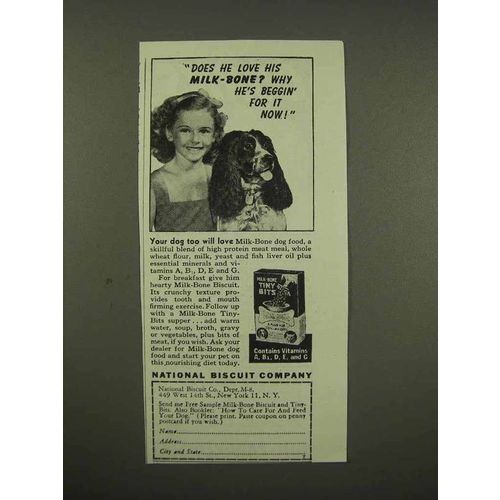 "DOES HE LOVE HIS
MILK-BONE? WHY
HE'S BEGGIN'
FOR IT
NOW!"
Your dog too will love Milk-Bone dog food, a
skillful blend of high protein meat meal, whole
wheat flour, milk, yeast and fish liver oil plus
essential minerals and vi-
tamins A, B₁, D, E and G.
For breakfast give him
hearty Milk-Bone Biscuit.
Its crunchy texture pro-
vides tooth and mouth
firming exercise. Follow up
with a Milk-Bone Tiny-
Bits supper... add warm
water, soup, broth, gravy
or vegetables, plus bits of
meat, if you wish. Ask your
dealer for Milk-Bone dog
food and start your pet on
this nourishing diet today.
MILK-BONE
TINY
BITS
Contains Vitamins
A, B₁, D, E, and G
NATIONAL BISCUIT COMPANY
National Biscuit Co., Dept. M-8,
449 West 14th St., New York 11, N. Y.
Send me Free Sample Milk-Bone Biscuit and Tiny-
Bits. Also Booklet: "How To Care For And Feed
Your Dog." (Please print. Paste coupon on penny
postcard if you wish.)
Name
Address
City and State